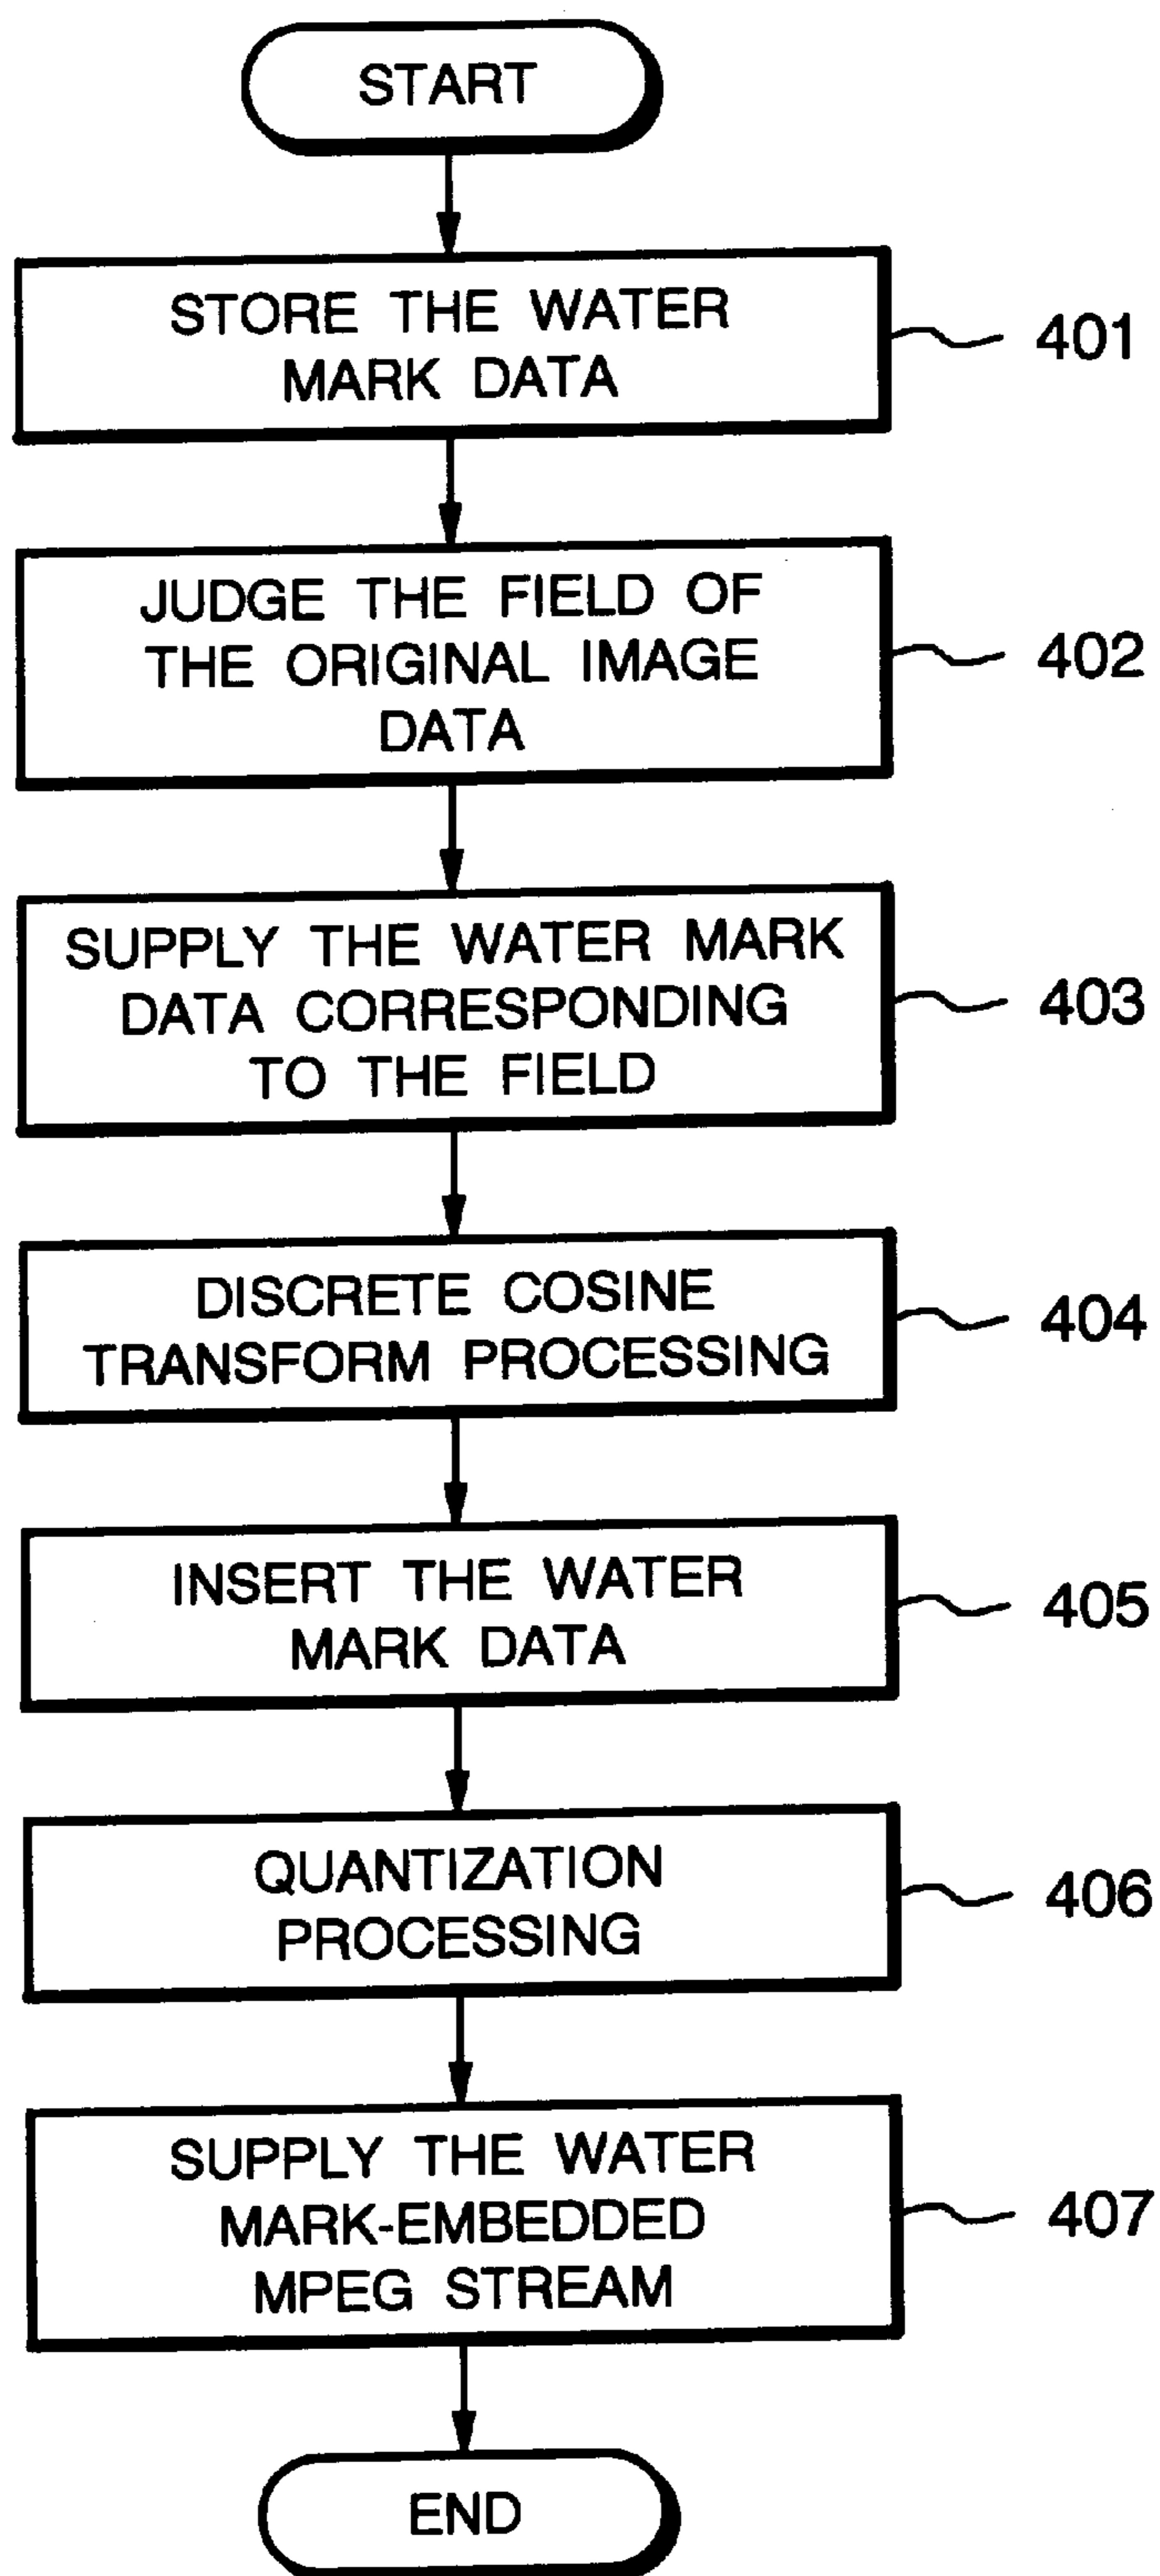 START
STORE THE WATER
MARK DATA
401
JUDGE THE FIELD OF
THE ORIGINAL IMAGE
DATA
402
SUPPLY THE WATER MARK
DATA CORRESPONDING
TO THE FIELD
403
DISCRETE COSINE
TRANSFORM PROCESSING
404
INSERT THE WATER
MARK DATA
405
QUANTIZATION
PROCESSING
406
SUPPLY THE WATER
MARK-EMBEDDED
MPEG STREAM
407
END